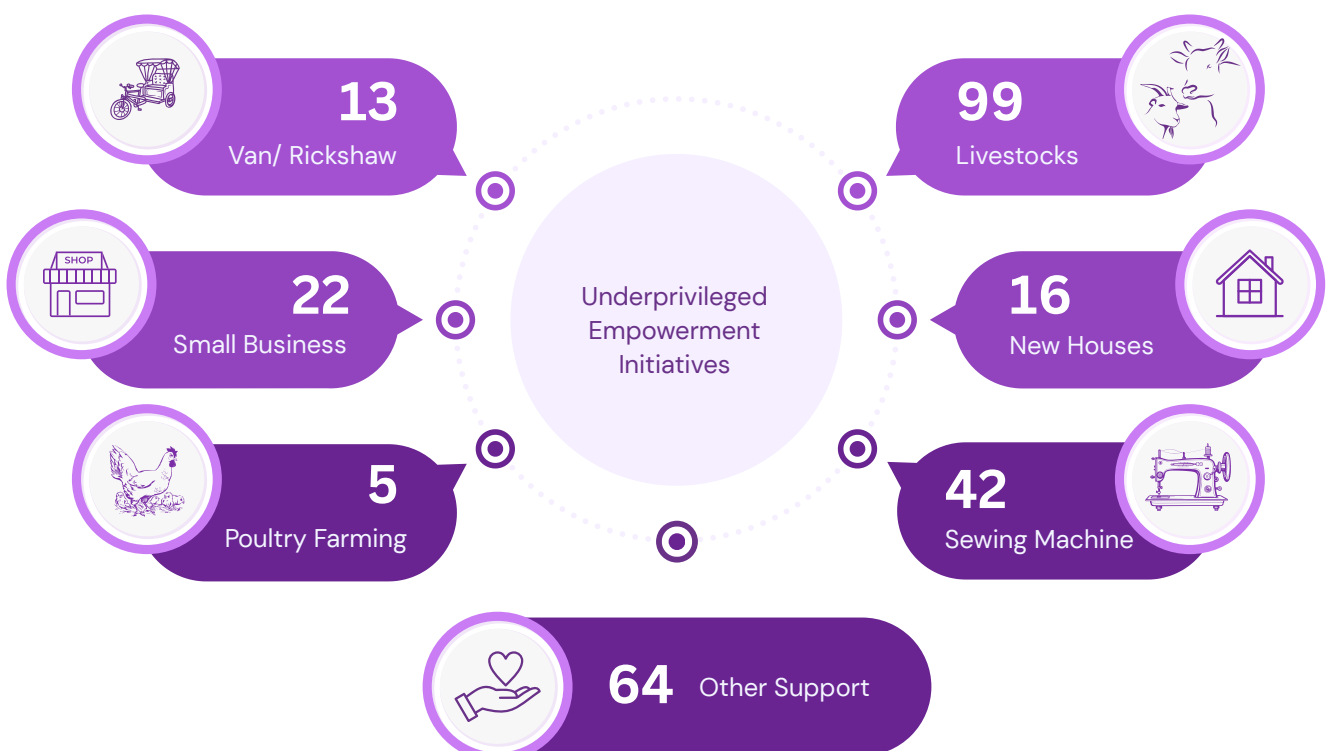 13
Van/ Rickshaw
99
Livestocks
SHOP
22
Small Business
Underprivileged
Empowerment
Initiatives
16
New Houses
5
Poultry Farming
42
Sewing Machine
64 Other Support